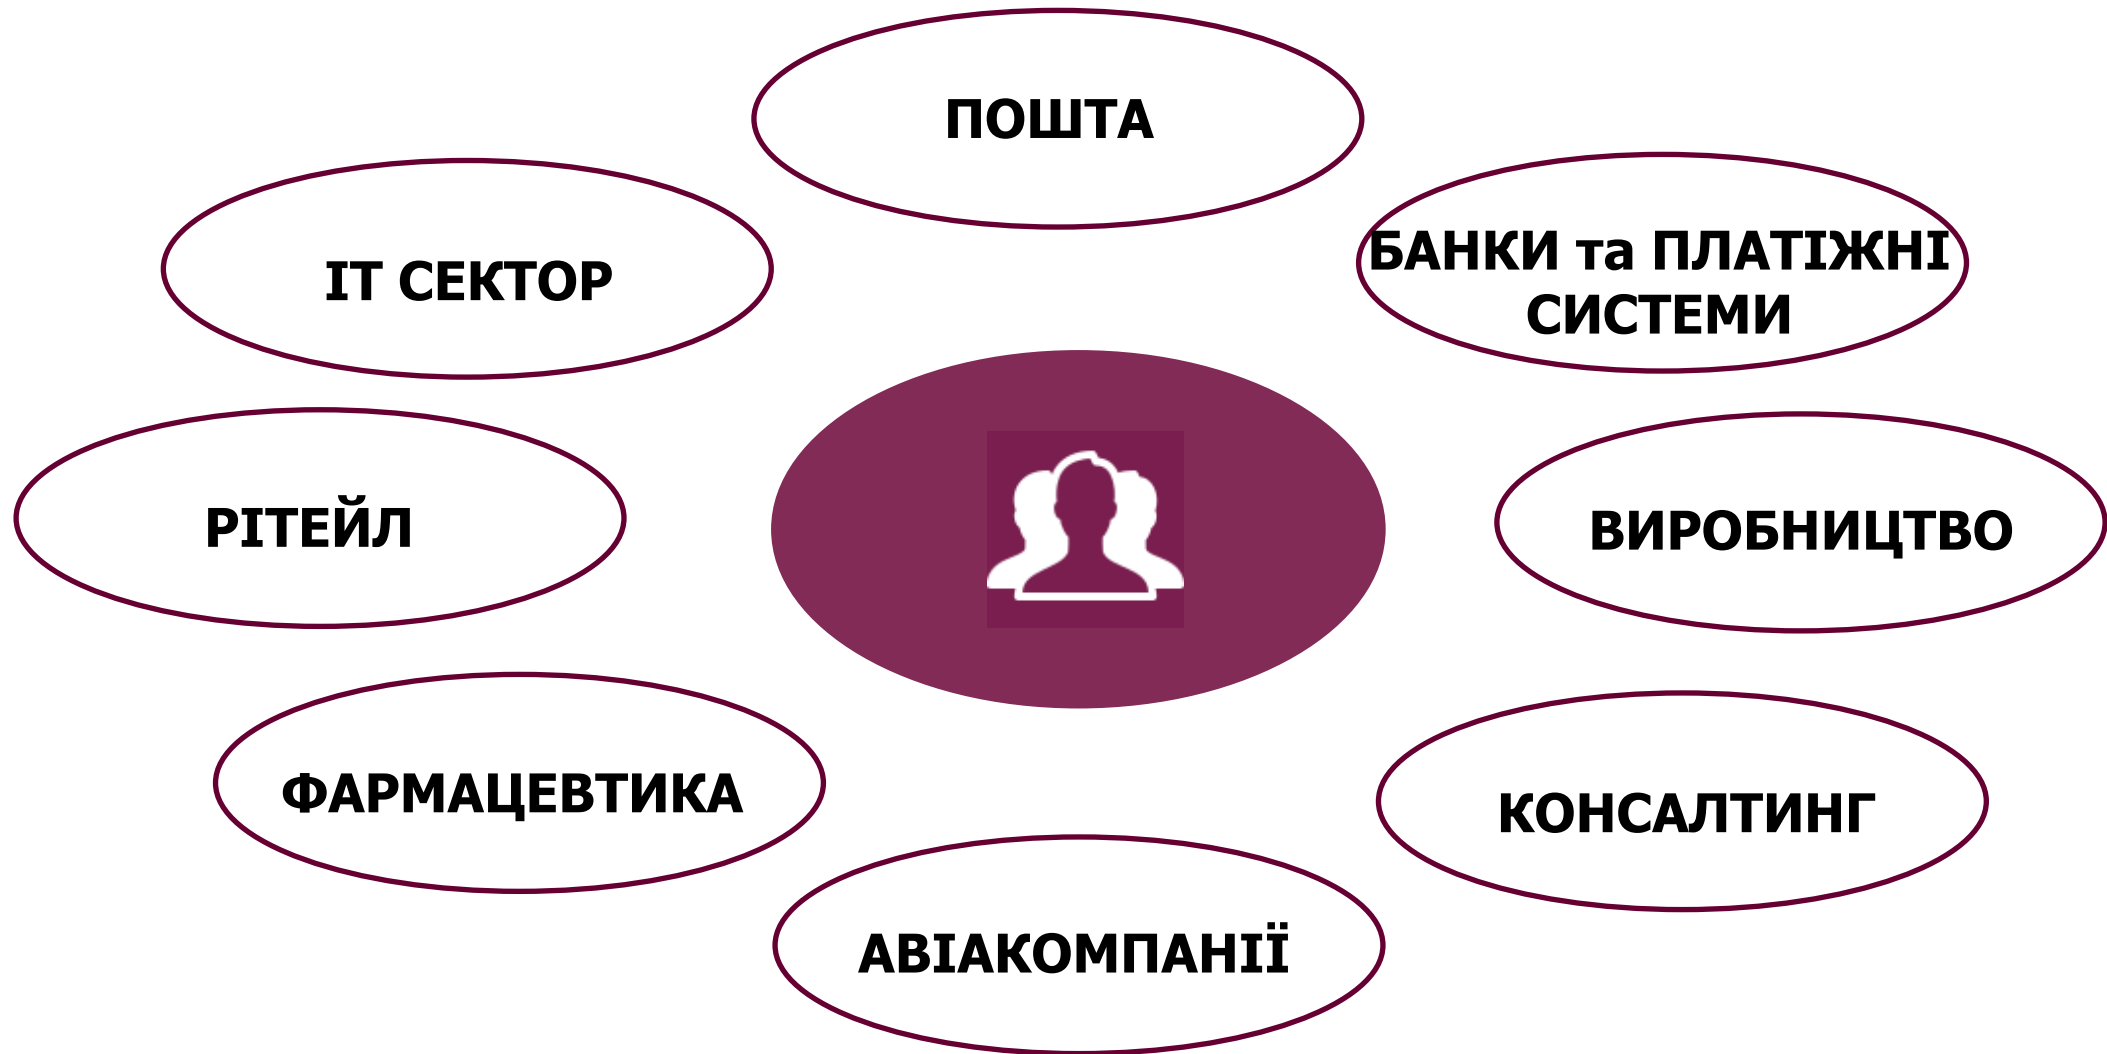 ПОШТА
ІТ СЕКТОР
БАНКИ та ПЛАТІЖНІ
СИСТЕМИ
РІТЕЙЛ
ВИРОБНИЦТВО
ФАРМАЦЕВТИКА
КОНСАЛТИНГ
АВІАКОМПАНІЇ